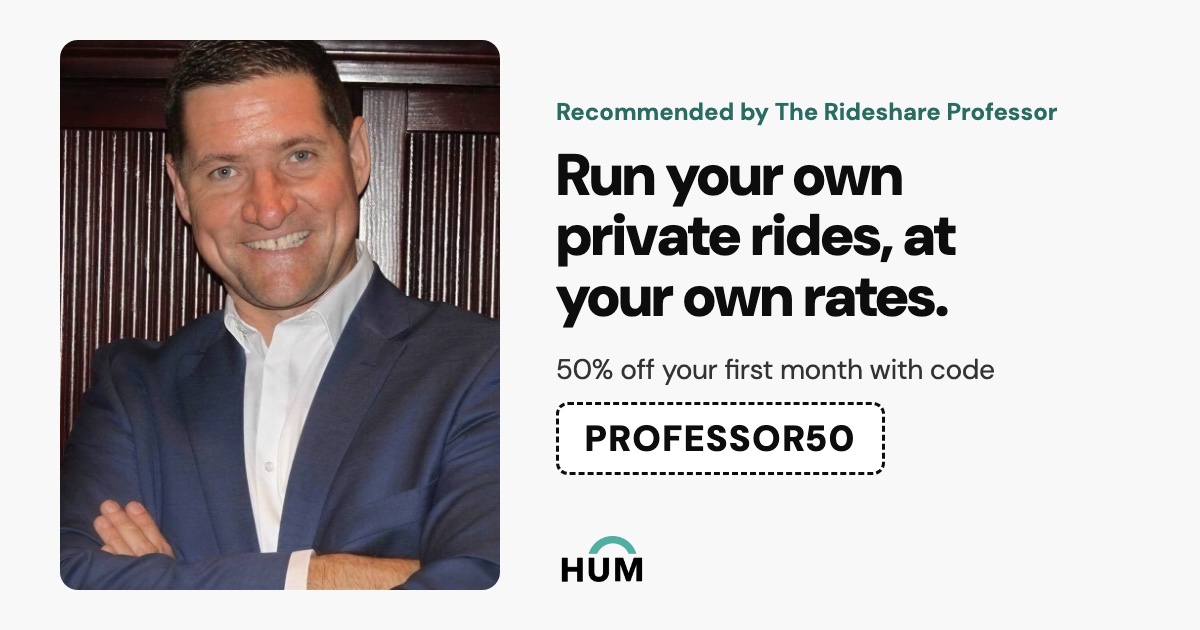 Recommended by The Rideshare Professor
Run your own
private rides, at
your own rates.
50% off your first month with code
PROFESSOR50
HUM